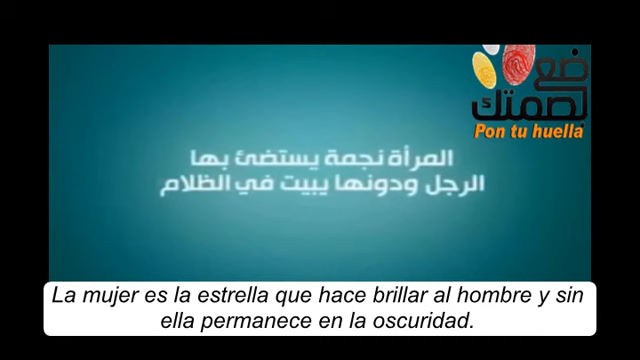 ضع
بصمتك 5
Pon tu huella
المرأة نجمة يستضئ بها
الرجل ودونها يبيت في الظلام
La mujer es la estrella que hace brillar al hombre y sin
ella permanece en la oscuridad.